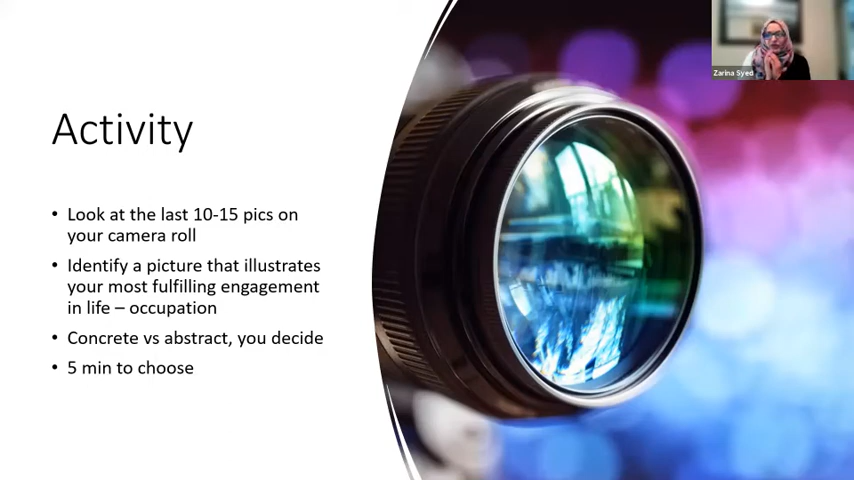 Activity
• Look at the last 10-15 pics on
your camera roll
• Identify a picture that illustrates
your most fulfilling engagement
in life – occupation
• Concrete vs abstract, you decide
• 5 min to choose
Zarina Syed